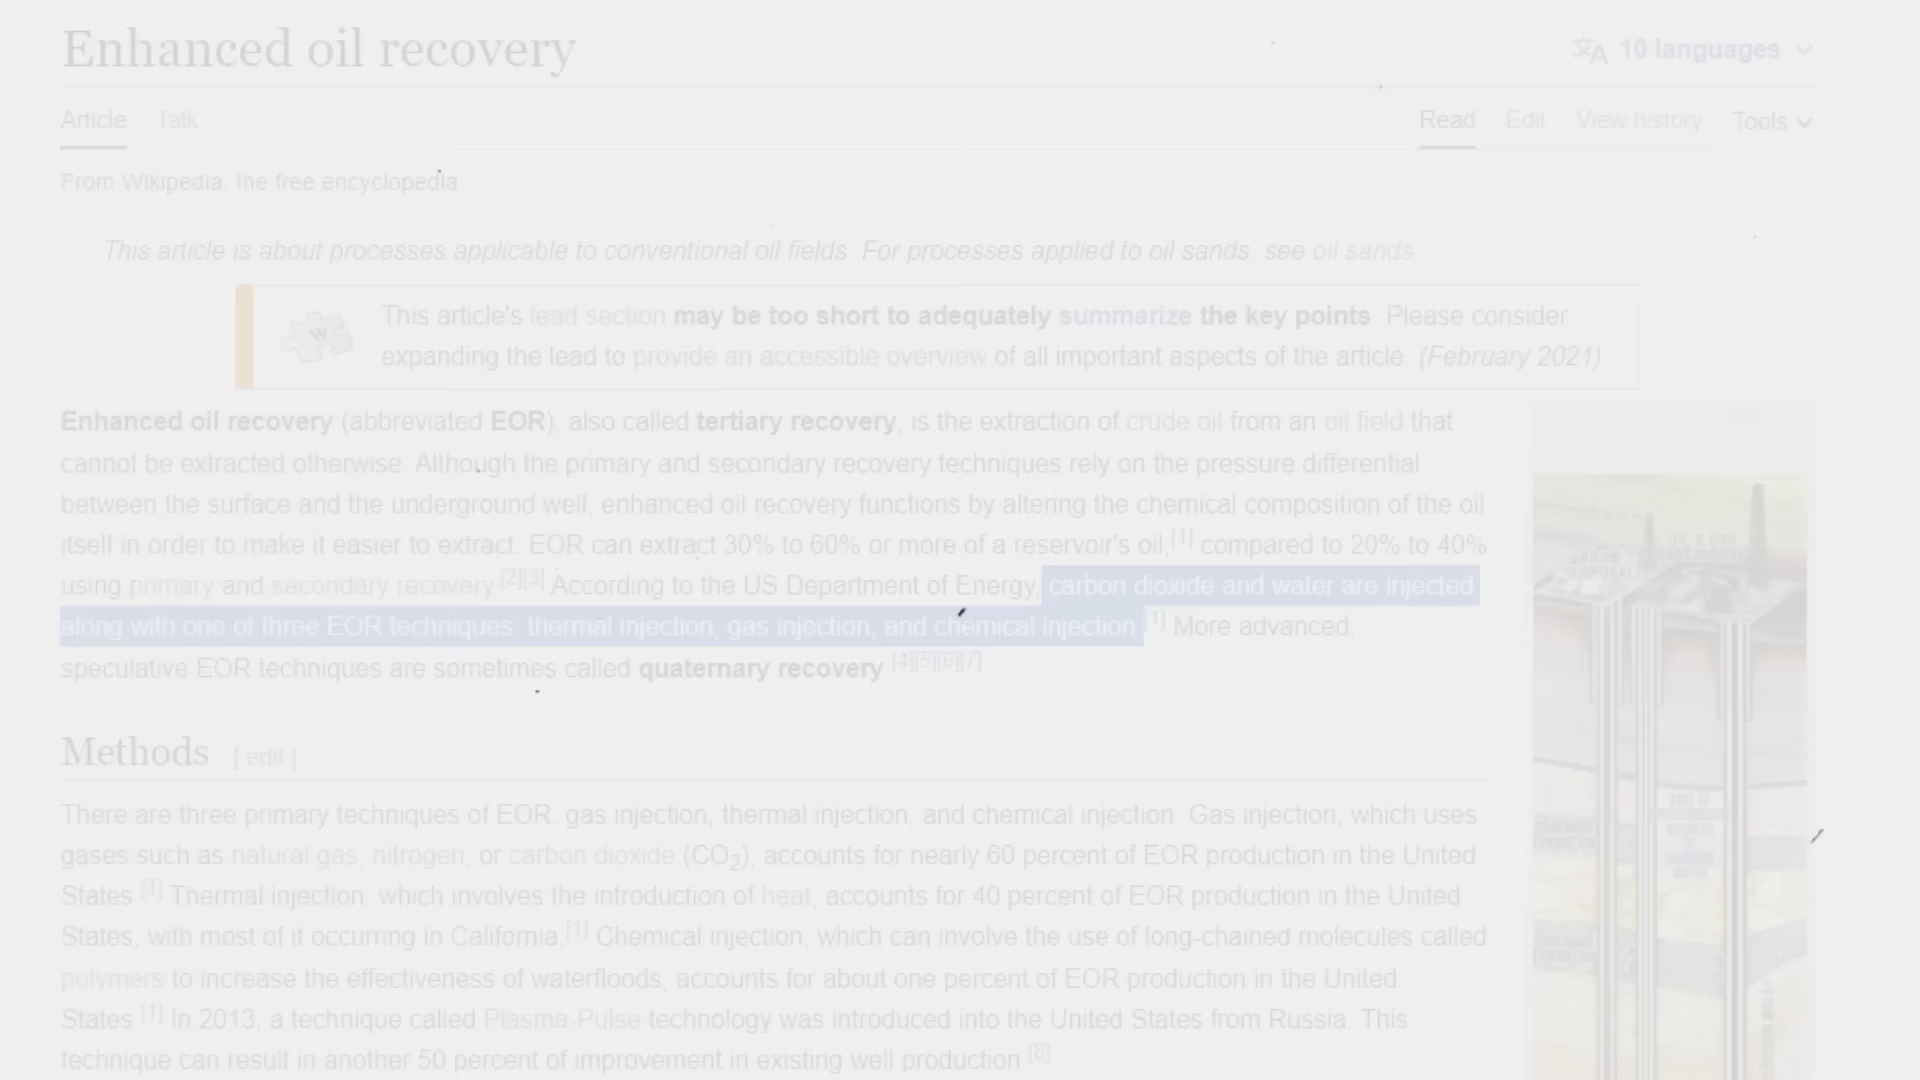 Enhanced oil recovery
10 languages
Article Talk
Read Edit View history Tools
From Wikipedia, the free encyclopedia
This article is about processes applicable to conventional oil fields. For processes applied to oil sands, see oil sands.
This article's lead section may be too short to adequately summarize the key points. Please consider
expanding the lead to provide an accessible overview of all important aspects of the article. (February 2021)
Enhanced oil recovery (abbreviated EOR), also called tertiary recovery, is the extraction of crude oil from an oil field that
cannot be extracted otherwise. Although the primary and secondary recovery techniques rely on the pressure differential
between the surface and the underground well, enhanced oil recovery functions by altering the chemical composition of the oil
itself in order to make it easier to extract. EOR can extract 30% to 60% or more of a reservoir's oil,[1] compared to 20% to 40%
using primary and secondary recovery.[2][3] According to the US Department of Energy, carbon dioxide and water are injected
along with one of three EOR techniques: thermal injection, gas injection, and chemical injection.[1] More advanced,
speculative EOR techniques are sometimes called quaternary recovery.[4][5][6][7]
Methods [ edit ]
There are three primary techniques of EOR: gas injection, thermal injection, and chemical injection. Gas injection, which uses
gases such as natural gas, nitrogen, or carbon dioxide (CO2), accounts for nearly 60 percent of EOR production in the United
States.[1] Thermal injection, which involves the introduction of heat, accounts for 40 percent of EOR production in the United
States, with most of it occurring in California.[1] Chemical injection, which can involve the use of long-chained molecules called
polymers to increase the effectiveness of waterfloods, accounts for about one percent of EOR production in the United
States.[1] In 2013, a technique called Plasma-Pulse technology was introduced into the United States from Russia. This
technique can result in another 50 percent of improvement in existing well production.[8]